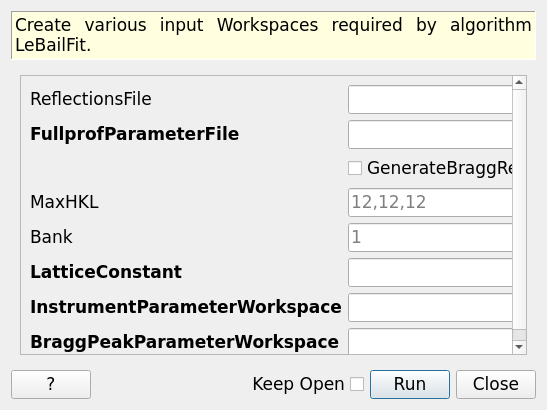 Create various input Workspaces required by algorithm
LeBailFit.
ReflectionsFile
FullprofParameterFile
GenerateBraggRe
MaxHKL 12,12,12
Bank 1
LatticeConstant
InstrumentParameterWorkspace
BraggPeakParameterWorkspace
? Keep Open Run Close